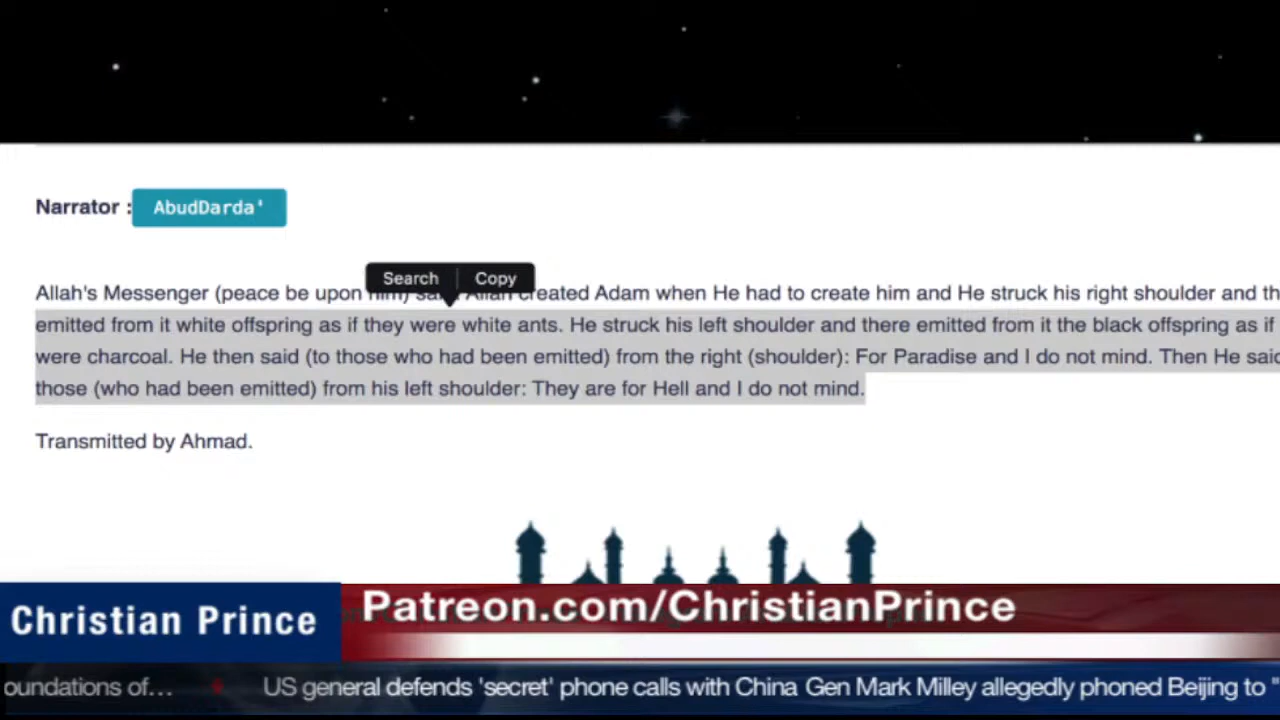 Narrator : AbudDarda'
Search Copy
Allah's Messenger (peace be upon him) said Allah created Adam when He had to create him and He struck his right shoulder and th
emitted from it white offspring as if they were white ants. He struck his left shoulder and there emitted from it the black offspring as if
were charcoal. He then said (to those who had been emitted) from the right (shoulder): For Paradise and I do not mind. Then He said
those (who had been emitted) from his left shoulder: They are for Hell and I do not mind.
Transmitted by Ahmad.
Christian Prince
Patreon.com/ChristianPrince
oundations of... US general defends 'secret' phone calls with China Gen Mark Milley allegedly phoned Beijing to "